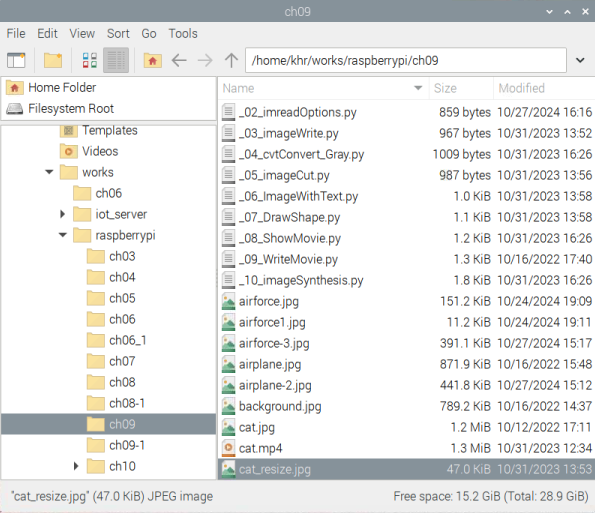 ch09
File Edit View Sort Go Tools
/home/khr/works/raspberrypi/ch09
Home Folder
Filesystem Root
Templates
Videos
works
ch06
iot_server
raspberrypi
ch03
ch04
ch05
ch06
ch06_1
ch07
ch08
ch08-1
ch09
ch09-1
ch10
Name Size Modified
_02_imreadOptions.py 859 bytes 10/27/2024 16:16
_03_imageWrite.py 967 bytes 10/31/2023 13:52
_04_cvtConvert_Gray.py 1009 bytes 10/31/2023 16:26
_05_imageCut.py 987 bytes 10/31/2023 13:56
_06_ImageWithText.py 1.0 KiB 10/31/2023 13:58
_07_DrawShape.py 1.1 KiB 10/31/2023 13:58
_08_ShowMovie.py 1.2 KiB 10/31/2023 16:26
_09_WriteMovie.py 1.3 KiB 10/16/2022 17:40
_10_imageSynthesis.py 1.8 KiB 10/31/2023 16:26
airforce.jpg 151.2 KiB 10/24/2024 19:09
airforce1.jpg 11.2 KiB 10/24/2024 19:11
airforce-3.jpg 391.1 KiB 10/27/2024 15:17
airplane.jpg 871.9 KiB 10/16/2022 15:48
airplane-2.jpg 441.8 KiB 10/27/2024 15:12
background.jpg 789.2 KiB 10/16/2022 14:37
cat.jpg 1.2 MiB 10/12/2022 17:11
cat.mp4 1.3 MiB 10/31/2023 12:34
cat_resize.jpg 47.0 KiB 10/31/2023 13:53
"cat_resize.jpg" (47.0 KiB) JPEG image Free space: 15.2 GiB (Total: 28.9 GiB)